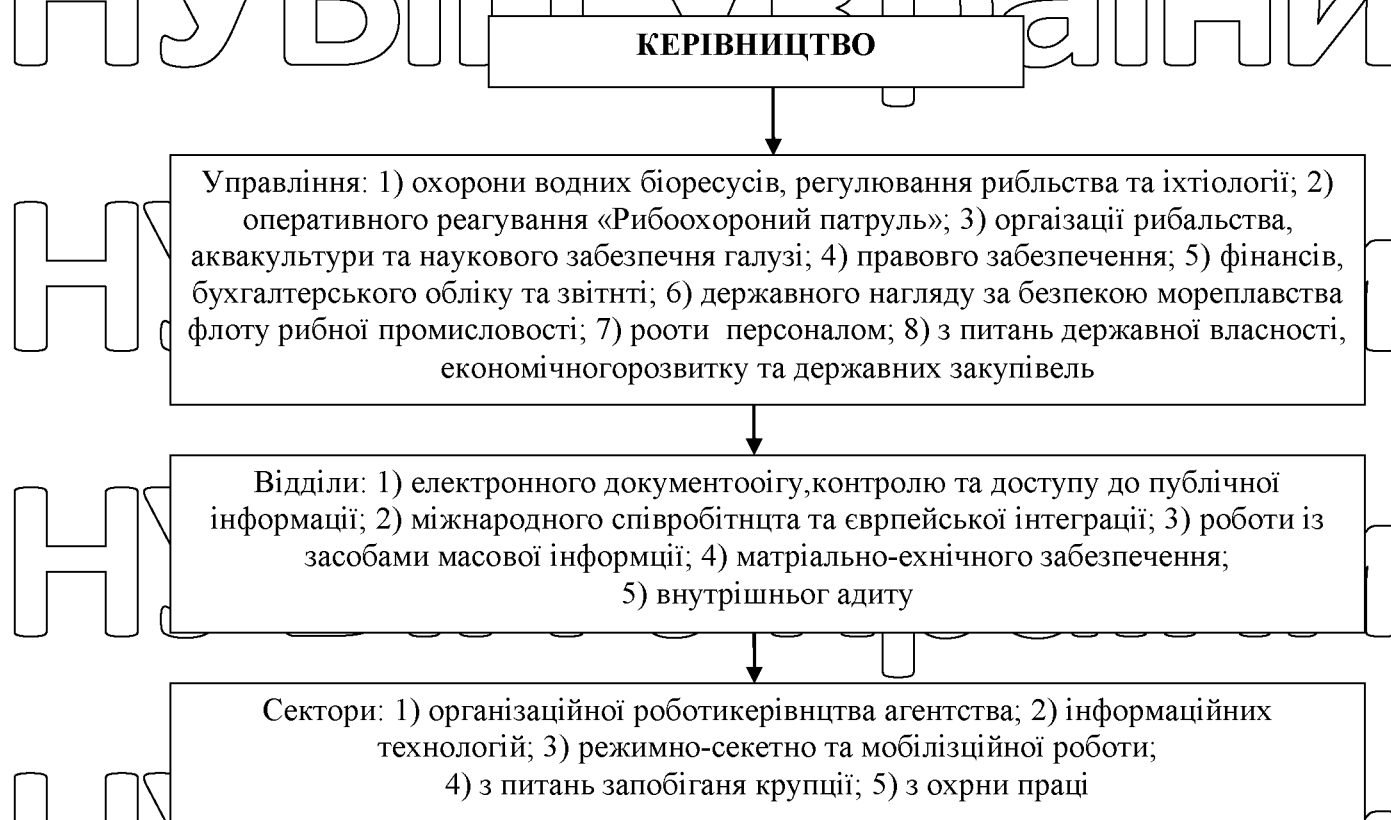 НУБІП України
КЕРІВНИЦТВО
Управління: 1) охорони водних біоресусів, регулювання рибльства та іхтіології; 2)
оперативного реагування «Рибоохороний патруль»; 3) оргаізації рибальства,
аквакультури та наукового забезпечня галузі; 4) правовго забезпечення; 5) фінансів,
бухгалтерського обліку та звітнті; 6) державного нагляду за безпекою мореплавства
флоту рибної промисловості; 7) рооти персоналом; 8) з питань державної власності,
економічногорозвитку та державних закупівель
Відділи: 1) електронного документооігу,контролю та доступу до публічної
інформації; 2) міжнародного співробітнцта та єврпейської інтеграції; 3) роботи із
засобами масової інформції; 4) матріально-ехнічного забезпечення;
5) внутрішньог адиту
Сектори: 1) організаційної роботикерівнцтва агентства; 2) інформаційних
технологій; 3) режимно-секетно та мобілізційної роботи;
4) з питань запобіганя крупції; 5) з охрни праці